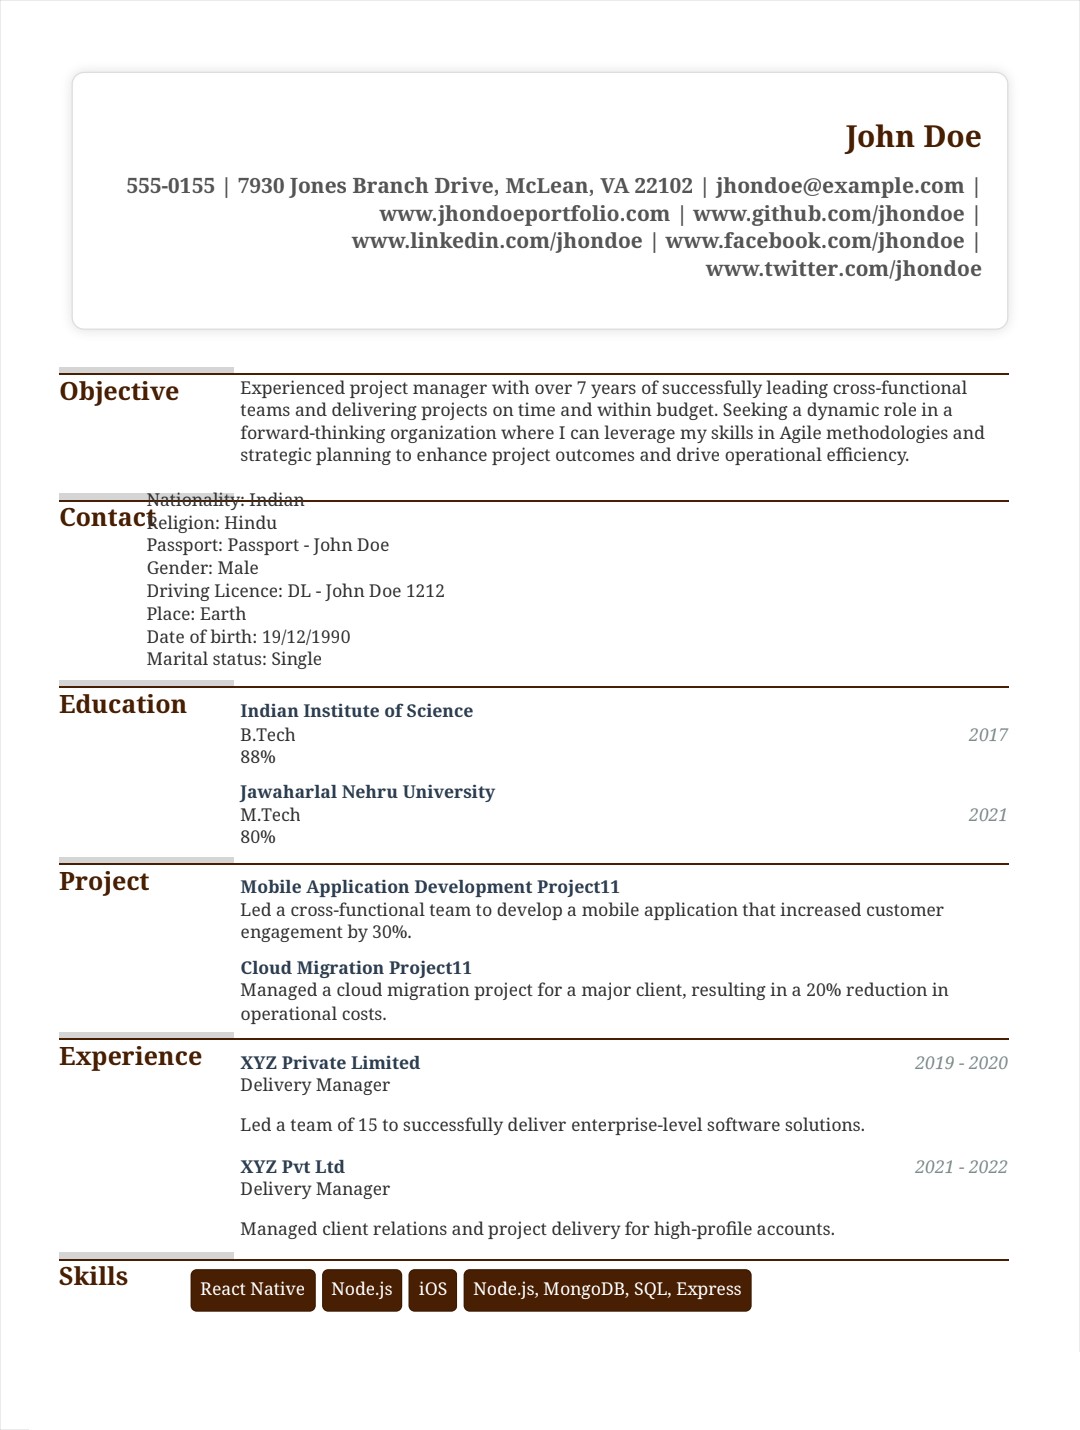 John Doe
555-0155 | 7930 Jones Branch Drive, McLean, VA 22102 | jhondoe@example.com |
www.jhondoeportfolio.com | www.github.com/jhondoe |
www.linkedin.com/jhondoe | www.facebook.com/jhondoe |
www.twitter.com/jhondoe
Objective
Experienced project manager with over 7 years of successfully leading cross-functional
teams and delivering projects on time and within budget. Seeking a dynamic role in a
forward-thinking organization where I can leverage my skills in Agile methodologies and
strategic planning to enhance project outcomes and drive operational efficiency.
Contact
Nationality: Indian
Religion: Hindu
Passport: Passport - John Doe
Gender: Male
Driving Licence: DL - John Doe 1212
Place: Earth
Date of birth: 19/12/1990
Marital status: Single
Education
Indian Institute of Science
B.Tech 2017
88%
Jawaharlal Nehru University
M.Tech 2021
80%
Project
Mobile Application Development Project11
Led a cross-functional team to develop a mobile application that increased customer
engagement by 30%.
Cloud Migration Project11
Managed a cloud migration project for a major client, resulting in a 20% reduction in
operational costs.
Experience
XYZ Private Limited 2019 - 2020
Delivery Manager
Led a team of 15 to successfully deliver enterprise-level software solutions.
XYZ Pvt Ltd 2021 - 2022
Delivery Manager
Managed client relations and project delivery for high-profile accounts.
Skills
React Native Node.js iOS Node.js, MongoDB, SQL, Express